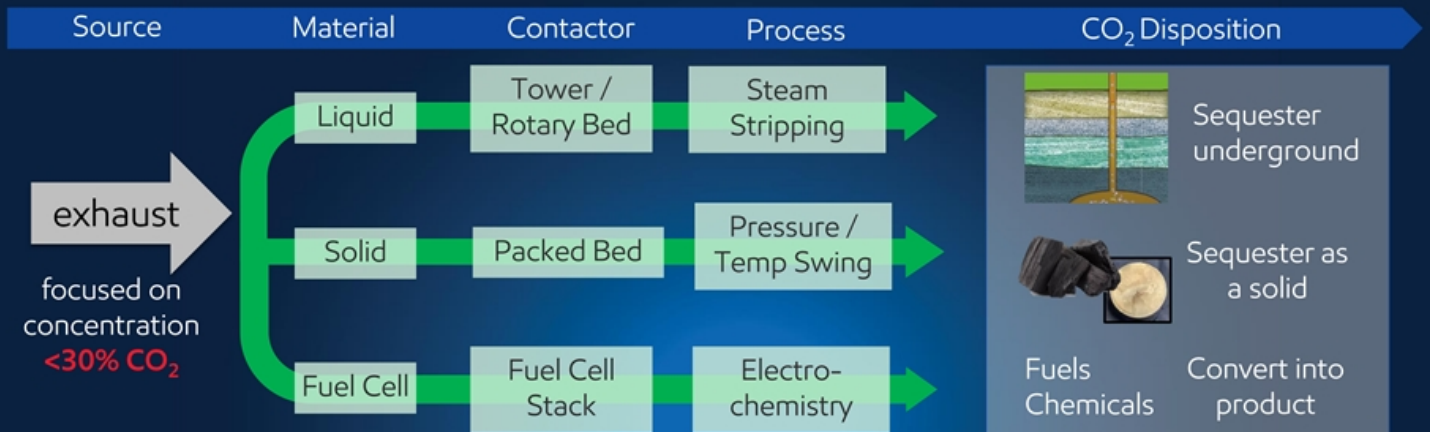 Source
Material
Contactor
Process
CO₂ Disposition
exhaust
focused on
concentration
<30% CO₂
Liquid
Tower /
Rotary Bed
Steam
Stripping
Solid
Packed Bed
Pressure /
Temp Swing
Fuel Cell
Fuel Cell
Stack
Electro-
chemistry
Sequester
underground
Sequester as
a solid
Fuels
Chemicals
Convert into
product